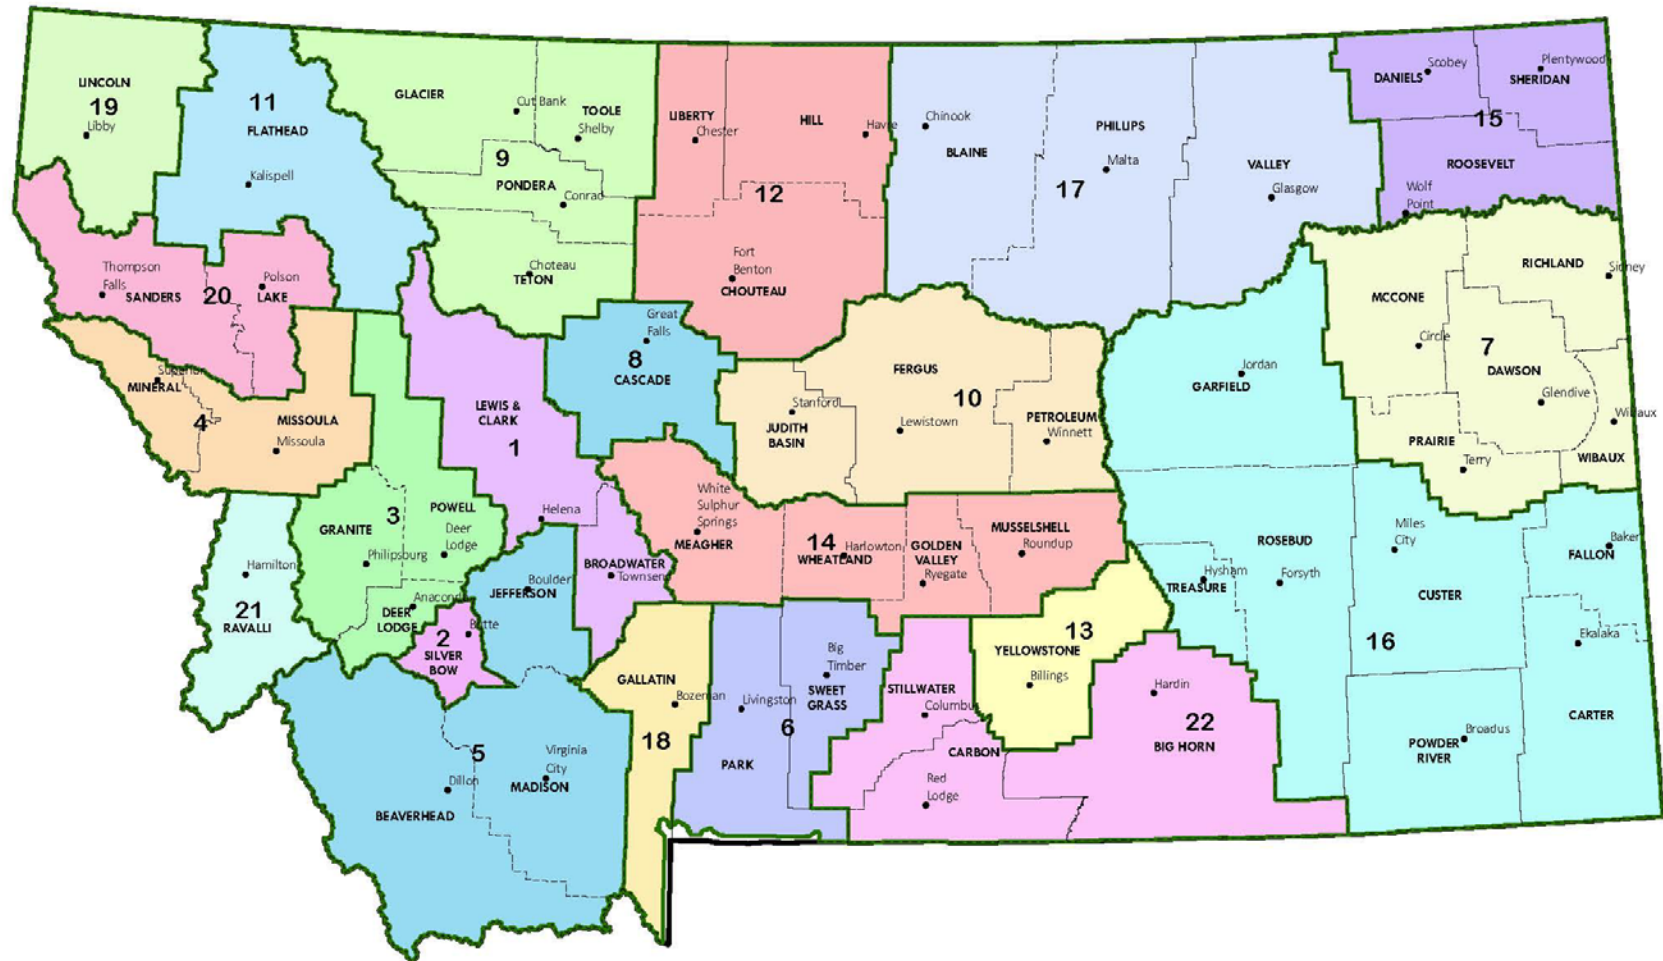 LINCOLN
19
Libby
11
FLATHEAD
Kalispell
GLACIER
Cut Bank
TOOLE
Shelby
9
PONDERA
Conrad
Choteau
TETON
LIBERTY
Chester
HILL
Havre
12
Fort
Benton
CHOUTEAU
Chinook
BLAINE
PHILLIPS
Malta
17
VALLEY
Glasgow
DANIELS
Scobey
Plentywood
SHERIDAN
15
ROOSEVELT
Wolf
Point
RICHLAND
Sidney
MCCONE
Circle
7
DAWSON
Glendive
Wibaux
WIBAUX
PRAIRIE
Terry
Thompson
Falls
SANDERS
20
Polson
LAKE
Superior
MINERAL
4
MISSOULA
Missoula
LEWIS &
CLARK
1
Helena
Great
Falls
8
CASCADE
Stanford
JUDITH
BASIN
FERGUS
Lewistown
10
PETROLEUM
Winnett
Jordan
GARFIELD
3
GRANITE
Philipsburg
POWELL
Deer
Lodge
Anaconda
DEER
LODGE
Hamilton
21
RAVALLI
2
Butte
SILVER
BOW
Boulder
JEFFERSON
BROADWATER
Townsend
White
Sulphur
Springs
MEAGHER
14
Harlowton
WHEATLAND
GOLDEN
VALLEY
Ryegate
MUSSELSHELL
Roundup
TREASURE
Hysham
ROSEBUD
Forsyth
Miles
City
CUSTER
16
FALLON
Baker
Ekalaka
CARTER
Broadus
POWDER
RIVER
5
Dillon
BEAVERHEAD
Virginia
City
MADISON
GALLATIN
Bozeman
18
Livingston
PARK
6
Big
Timber
SWEET
GRASS
STILLWATER
Columbus
CARBON
Red
Lodge
13
YELLOWSTONE
Billings
Hardin
22
BIG HORN